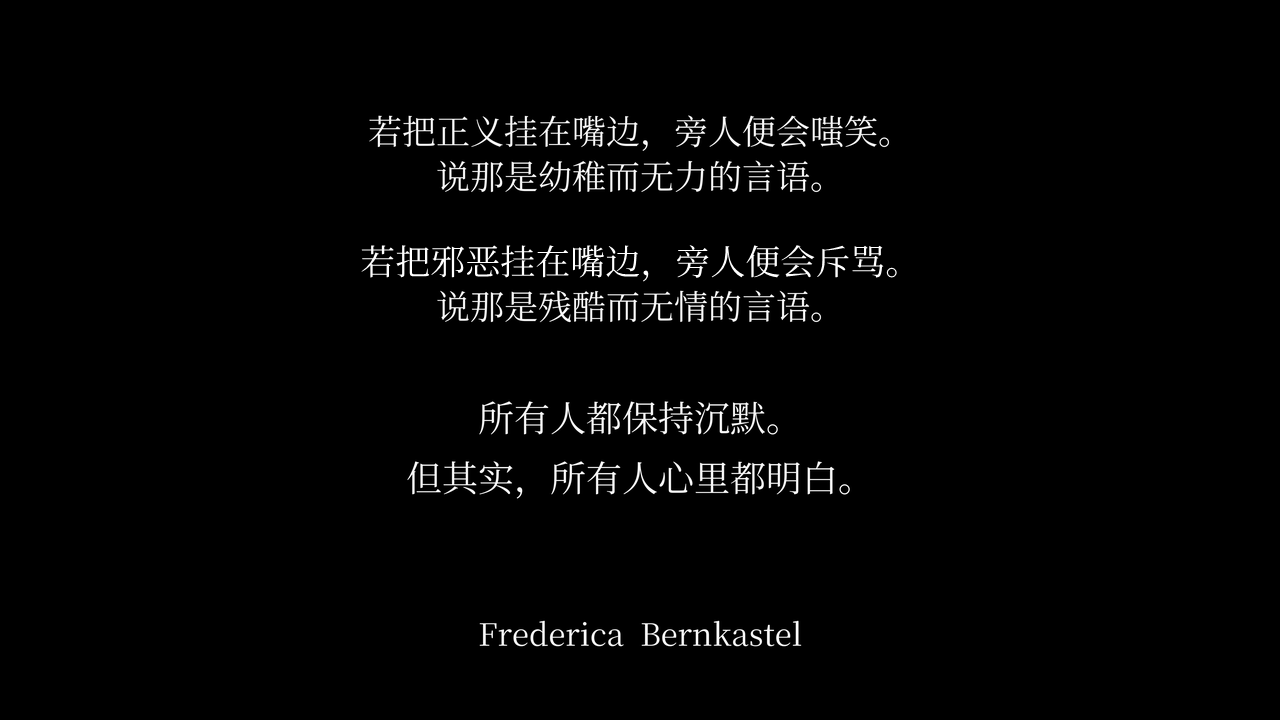 若把正义挂在嘴边，旁人便会嗤笑。
说那是幼稚而无力的言语。
若把邪恶挂在嘴边，旁人便会斥骂。
说那是残酷而无情的言语。
所有人都保持沉默。
但其实，所有人心里都明白。
Frederica Bernkastel